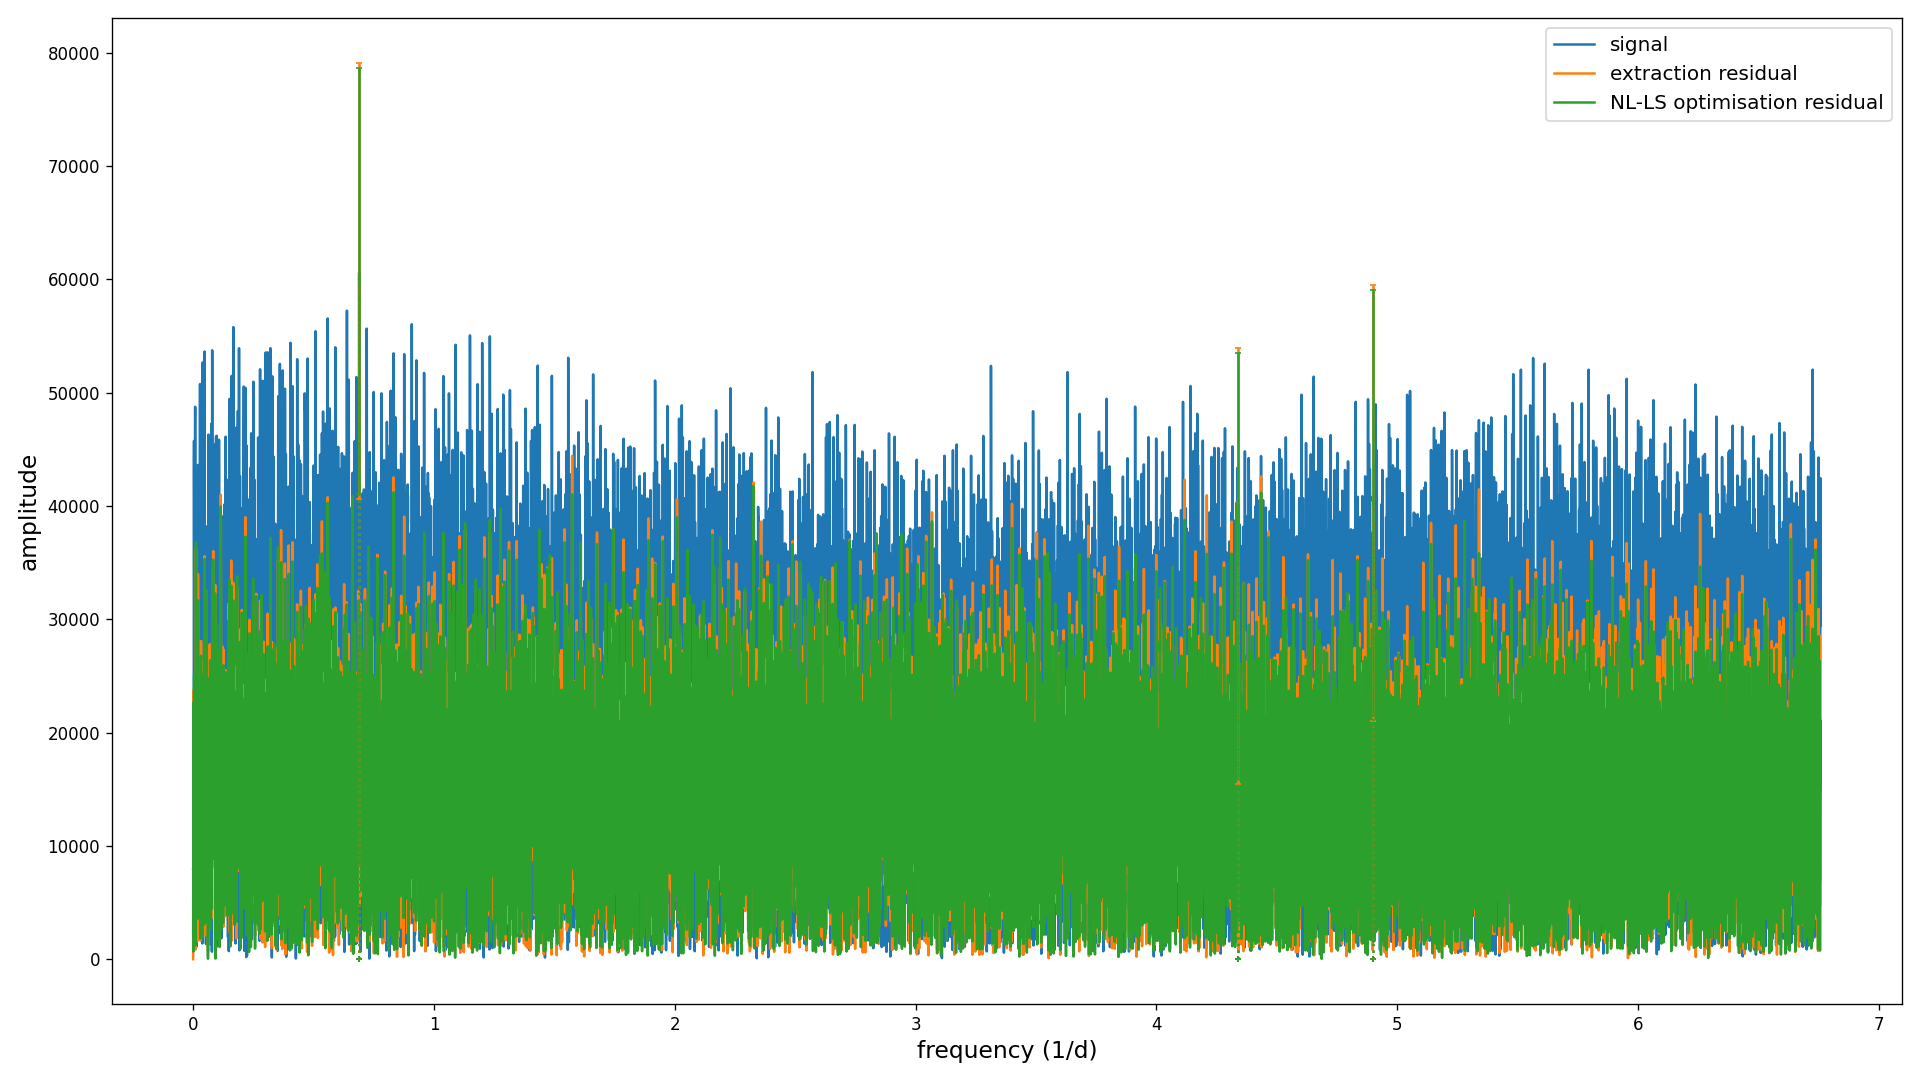 signal
extraction residual
NL-LS optimisation residual
80000
70000
60000
50000
40000
30000
20000
10000
0
amplitude
0 1 2 3 4 5 6 7
frequency (1/d)